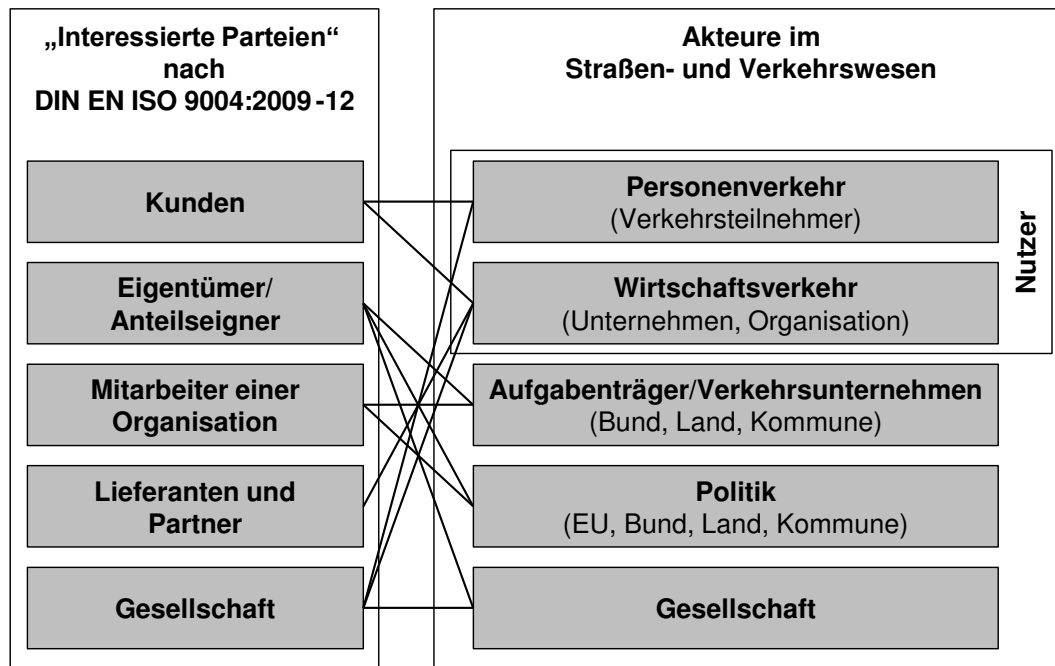 „Interessierte Parteien“
nach
DIN EN ISO 9004:2009-12
Kunden
Eigentümer/
Anteilseigner
Mitarbeiter einer
Organisation
Lieferanten und
Partner
Gesellschaft
Akteure im
Straßen- und Verkehrswesen
Personenverkehr
(Verkehrsteilnehmer)
Wirtschaftsverkehr
(Unternehmen, Organisation)
Nutzer
Aufgabenträger/Verkehrsunternehmen
(Bund, Land, Kommune)
Politik
(EU, Bund, Land, Kommune)
Gesellschaft